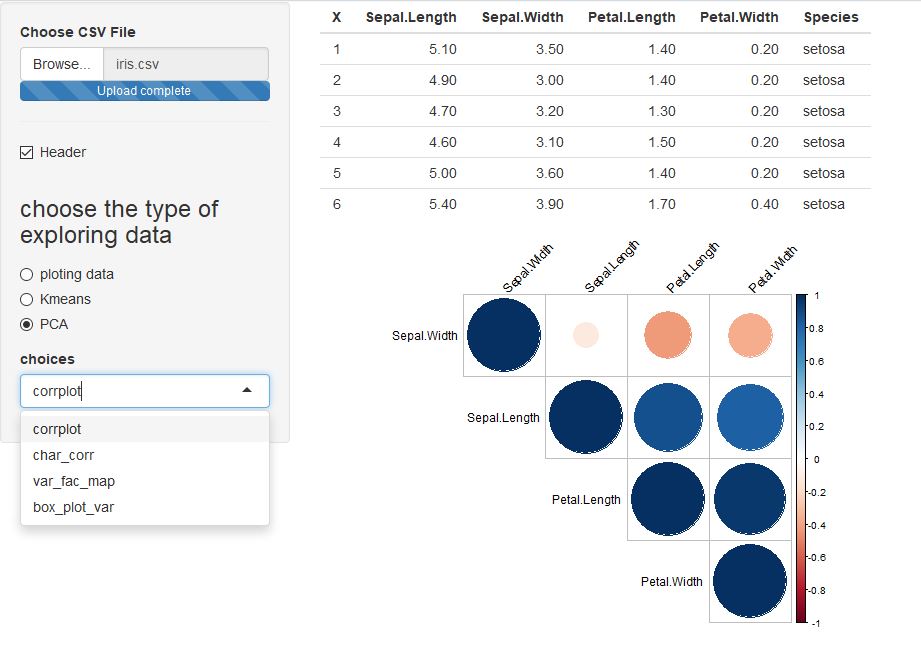 Choose CSV File
Browse... iris.csv
Upload complete
Header
choose the type of
exploring data
ploting data
Kmeans
PCA
choices
corrplot
corrplot
char_corr
var_fac_map
box_plot_var
X Sepal.Length Sepal.Width Petal.Length Petal.Width Species
1 5.10 3.50 1.40 0.20 setosa
2 4.90 3.00 1.40 0.20 setosa
3 4.70 3.20 1.30 0.20 setosa
4 4.60 3.10 1.50 0.20 setosa
5 5.00 3.60 1.40 0.20 setosa
6 5.40 3.90 1.70 0.40 setosa
Sepal.Width Sepal.Length Petal.Length Petal.Width
Sepal.Width
Sepal.Length
Petal.Length
Petal.Width
1
0.8
0.6
0.4
0.2
0
-0.2
-0.4
-0.6
-0.8
-1